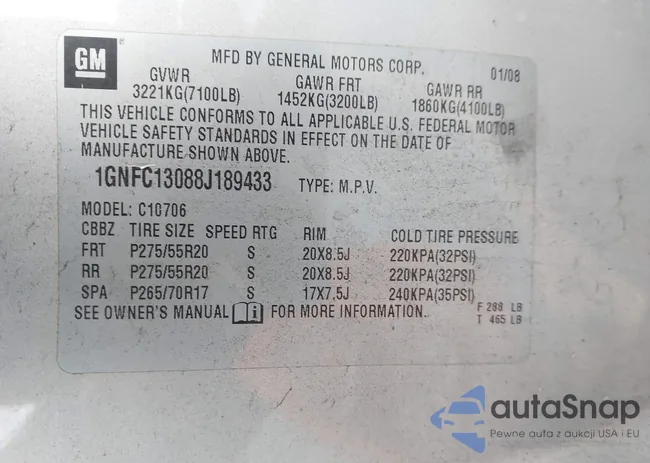 GM
MFD BY GENERAL MOTORS CORP. 01/08
GVWR GAWR FRT GAWR RR
3221KG(7100LB) 1452KG(3200LB) 1860KG(4100LB)
THIS VEHICLE CONFORMS TO ALL APPLICABLE U.S. FEDERAL MOTOR
VEHICLE SAFETY STANDARDS IN EFFECT ON THE DATE OF
MANUFACTURE SHOWN ABOVE.
1GNFC13088J189433 TYPE: M.P.V.
MODEL: C10706
CBBZ TIRE SIZE SPEED RTG RIM COLD TIRE PRESSURE
FRT P275/55R20 S 20X8.5J 220KPA(32PSI)
RR P275/55R20 S 20X8.5J 220KPA(32PSI)
SPA P265/70R17 S 17X7.5J 240KPA(35PSI)
SEE OWNER'S MANUAL FOR MORE INFORMATION.
F 288 LB
T 465 LB
autaSnap
Pewne auta z aukcji USA i EU